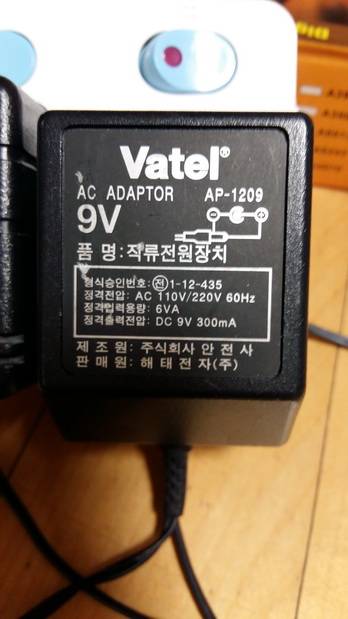 Vatel®
AC ADAPTOR AP-1209
9V
품 명:직류전원장치
형식승인번호:전1-12-435
정격전압: AC 110V/220V 60Hz
정격입력용량: 6VA
정격출력전압: DC 9V 300mA
제 조 원: 주식회사 안 전 사
판 매 원: 해 태 전 자(주)